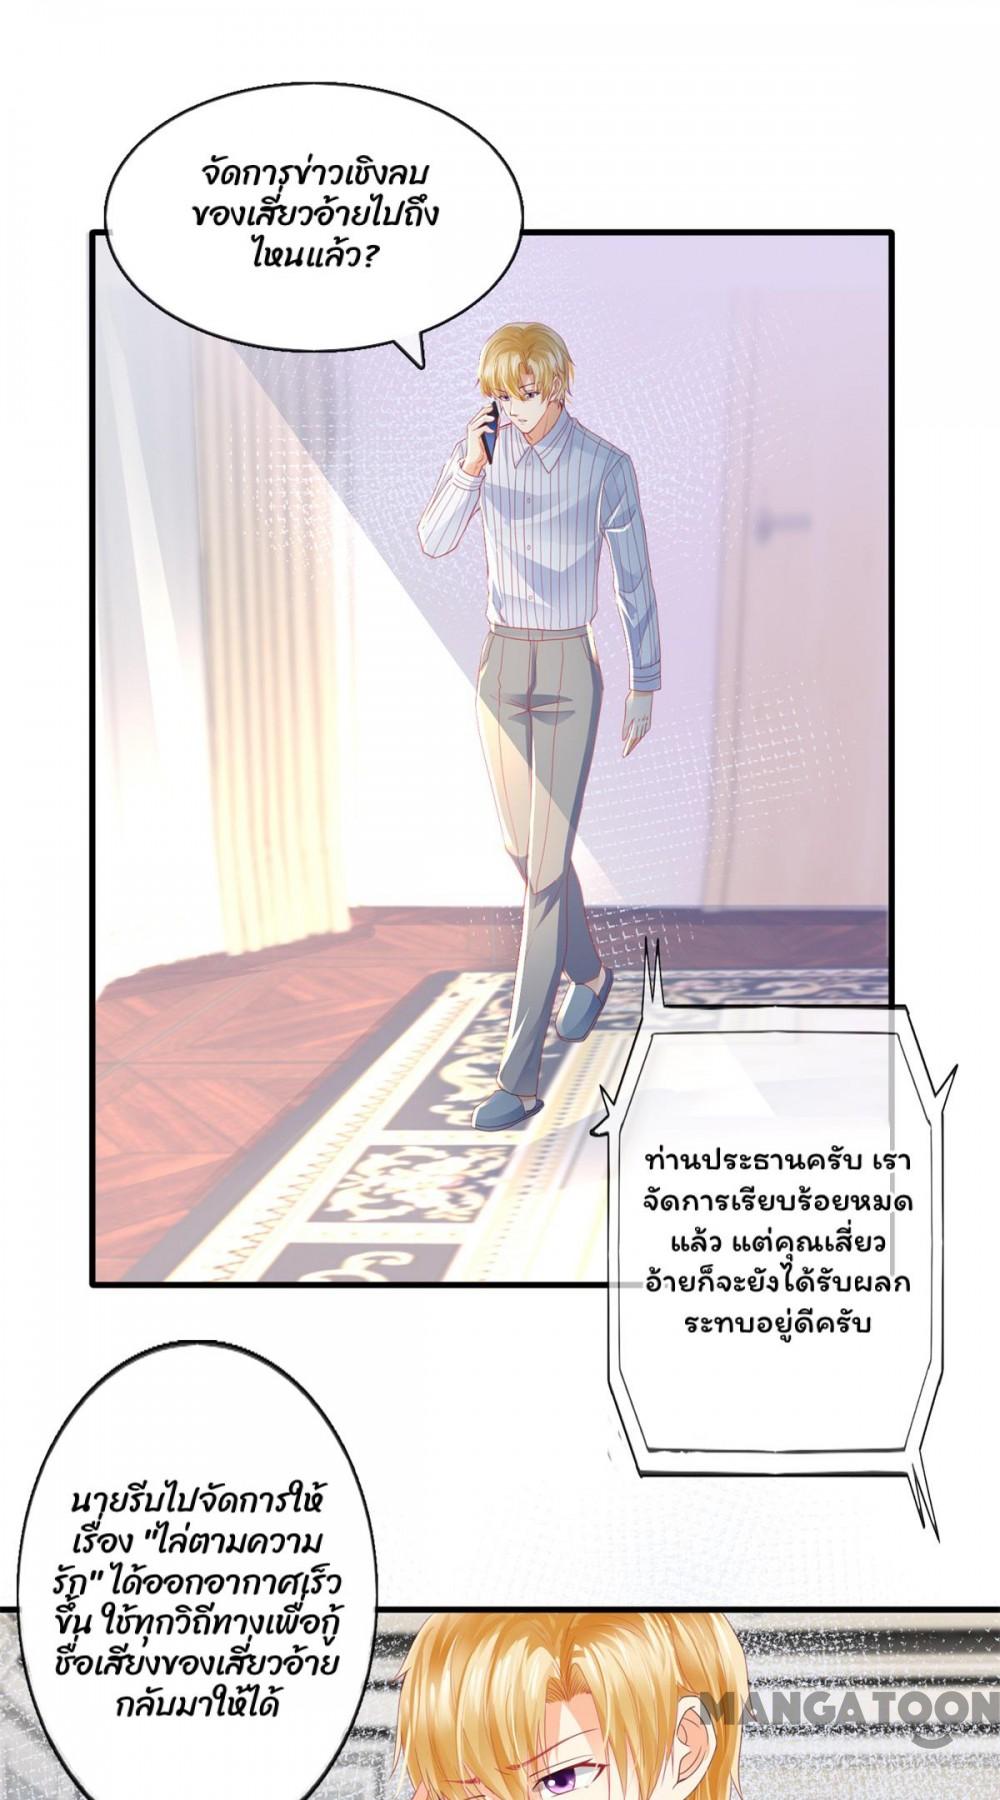 จัดการข่าวเชิงลบ
ของเสี่ยวอ้ายไปถึง
ไหนแล้ว?
ท่านประธานครับ เรา
จัดการเรียบร้อยหมด
แล้ว แต่คุณเสี่ยว
อ้ายก็จะยังได้รับผลก
ระทบอยู่ดีครับ
นายรีบไปจัดการให้
เรื่อง "ไล่ตามความ
รัก" ได้ออกอากาศเร็ว
ขึ้น ใช้ทุกวิถีทางเพื่อกู้
ชื่อเสียงของเสี่ยวอ้าย
กลับมาให้ได้
MANGATOON